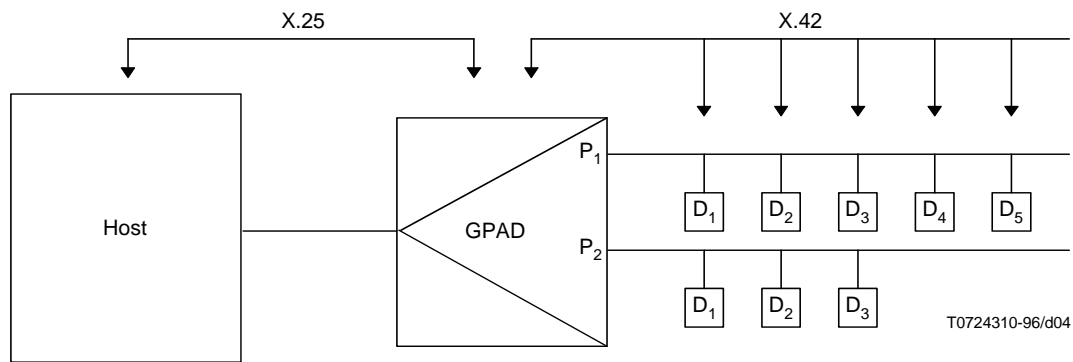 X.25 X.42
P1
D1 D2 D3 D4 D5
Host GPAD
P2
D1 D2 D3
T0724310-96/d04